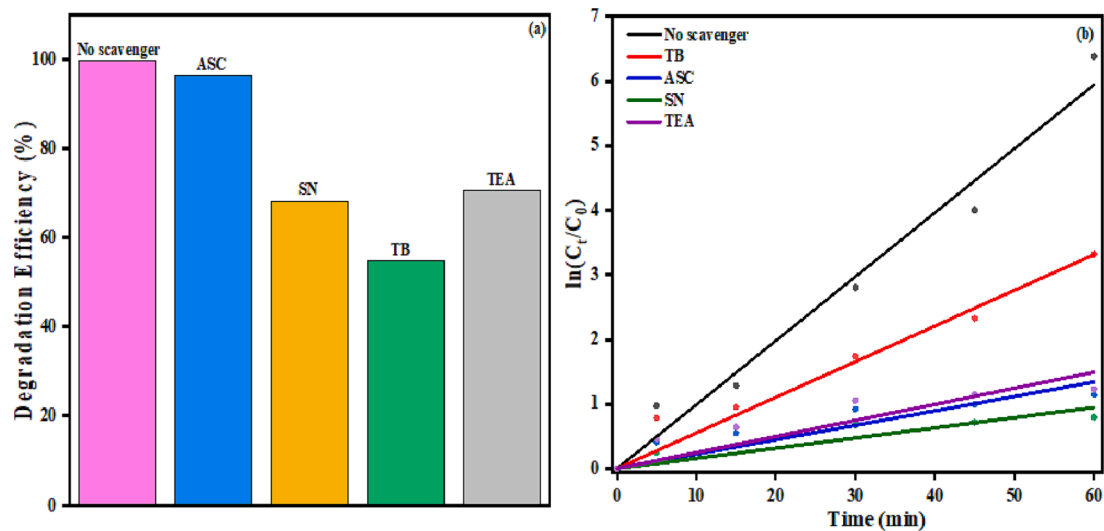 (a)
No scavenger
ASC
SN
TB
TEA
Degradation Efficiency (%)
100
80
60
40
20
0
(b)
No scavenger
TB
ASC
SN
TEA
ln(Cₜ/C₀)
7
6
5
4
3
2
1
0
0 10 20 30 40 50 60
Time (min)